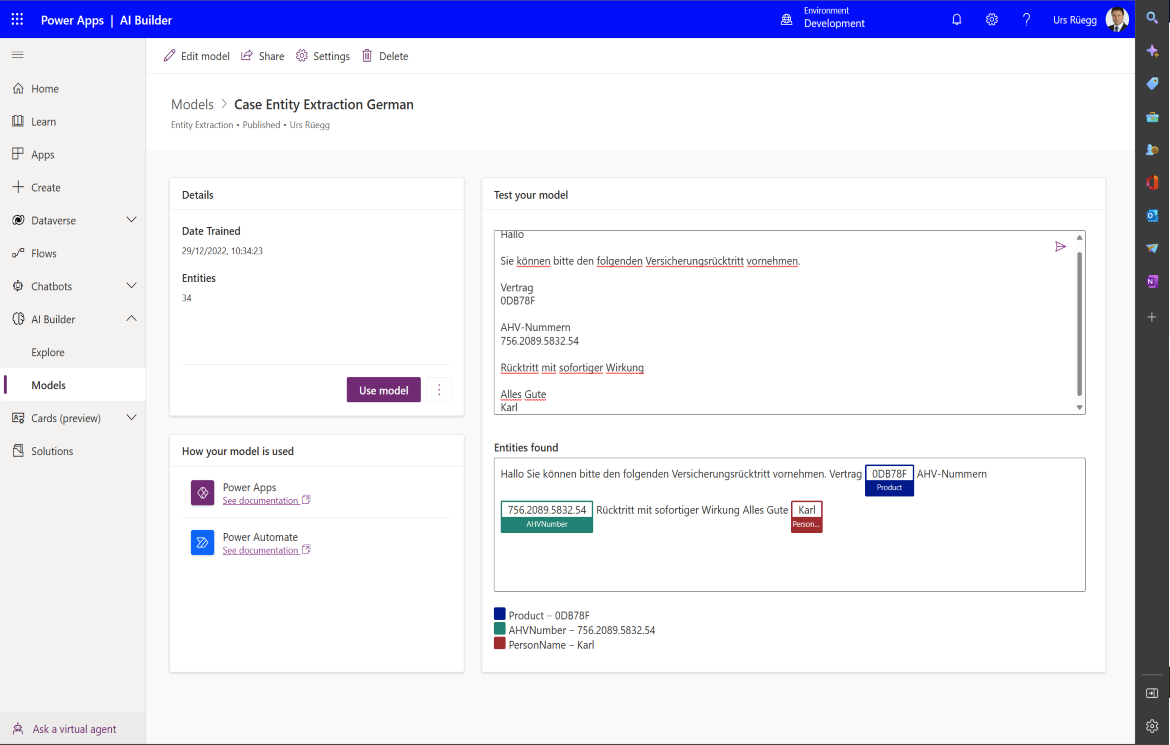 Power Apps | AI Builder
Environment
Development
Urs Rüegg
Edit model
Share
Settings
Delete
Home
Learn
Apps
Create
Dataverse
Flows
Chatbots
AI Builder
Explore
Models
Cards (preview)
Solutions
Ask a virtual agent
Models > Case Entity Extraction German
Entity Extraction • Published • Urs Rüegg
Details
Date Trained
29/12/2022, 10:34:23
Entities
34
Use model
How your model is used
Power Apps
See documentation
Power Automate
See documentation
Test your model
Hallo
Sie können bitte den folgenden Versicherungsrücktritt vornehmen.
Vertrag
0DB78F
AHV-Nummern
756.2089.5832.54
Rücktritt mit sofortiger Wirkung
Alles Gute
Karl
Entities found
Hallo Sie können bitte den folgenden Versicherungsrücktritt vornehmen. Vertrag 0DB78F AHV-Nummern
Product
756.2089.5832.54 Rücktritt mit sofortiger Wirkung Alles Gute Karl
AHVNumber Person...
Product – 0DB78F
AHVNumber – 756.2089.5832.54
PersonName – Karl